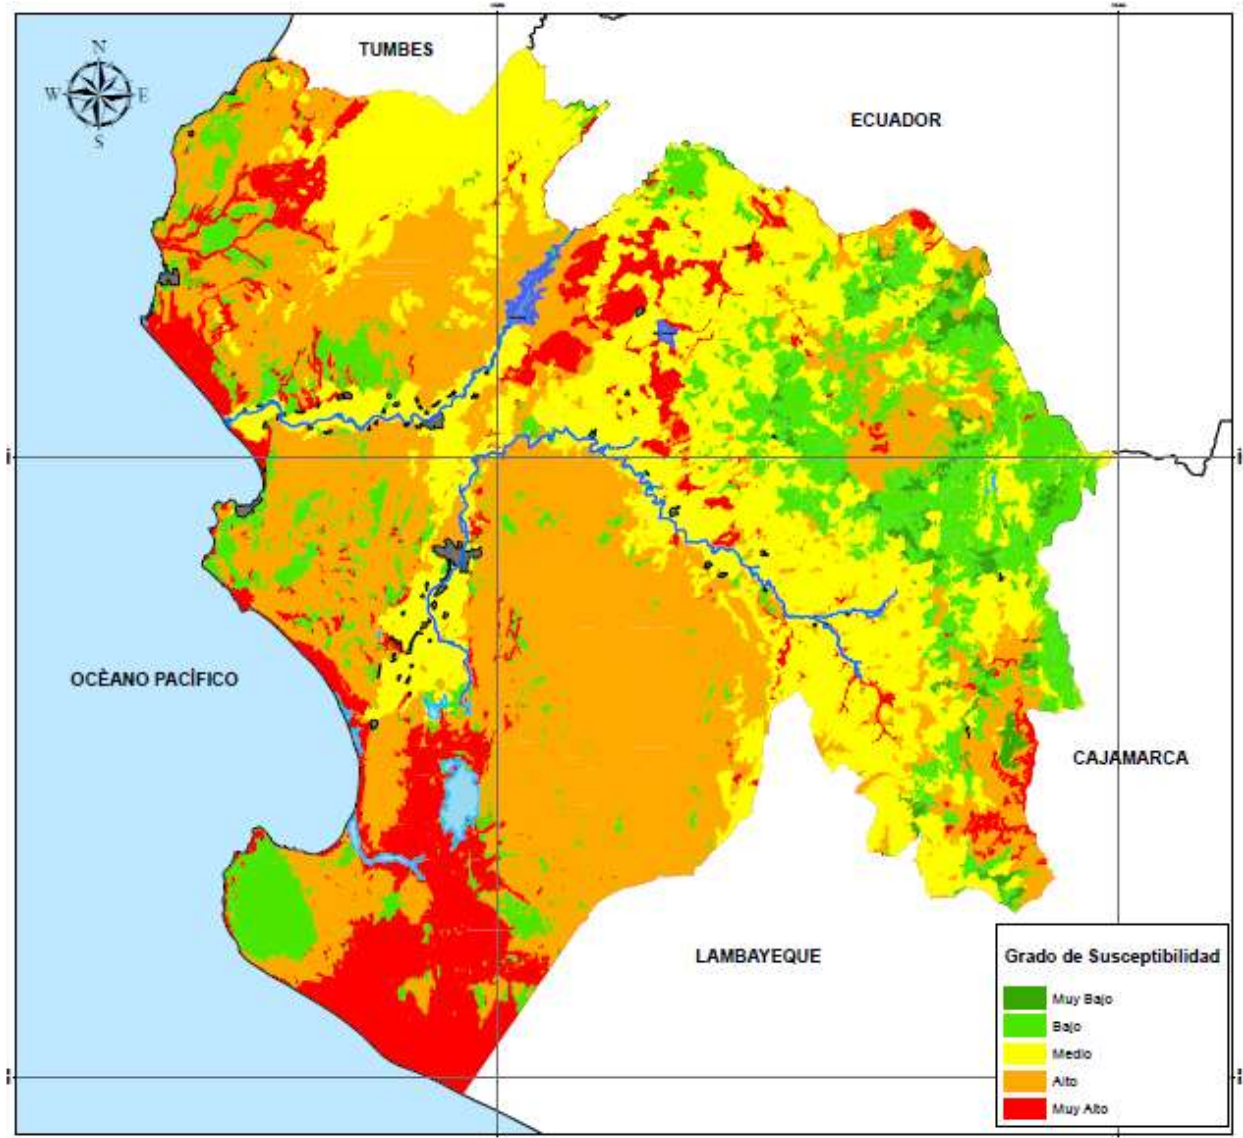 TUMBES
N
W E
S
ECUADOR
OCÈANO PACÍFICO
CAJAMARCA
LAMBAYEQUE
Grado de Susceptibilidad
Muy Bajo
Bajo
Medio
Alto
Muy Alto